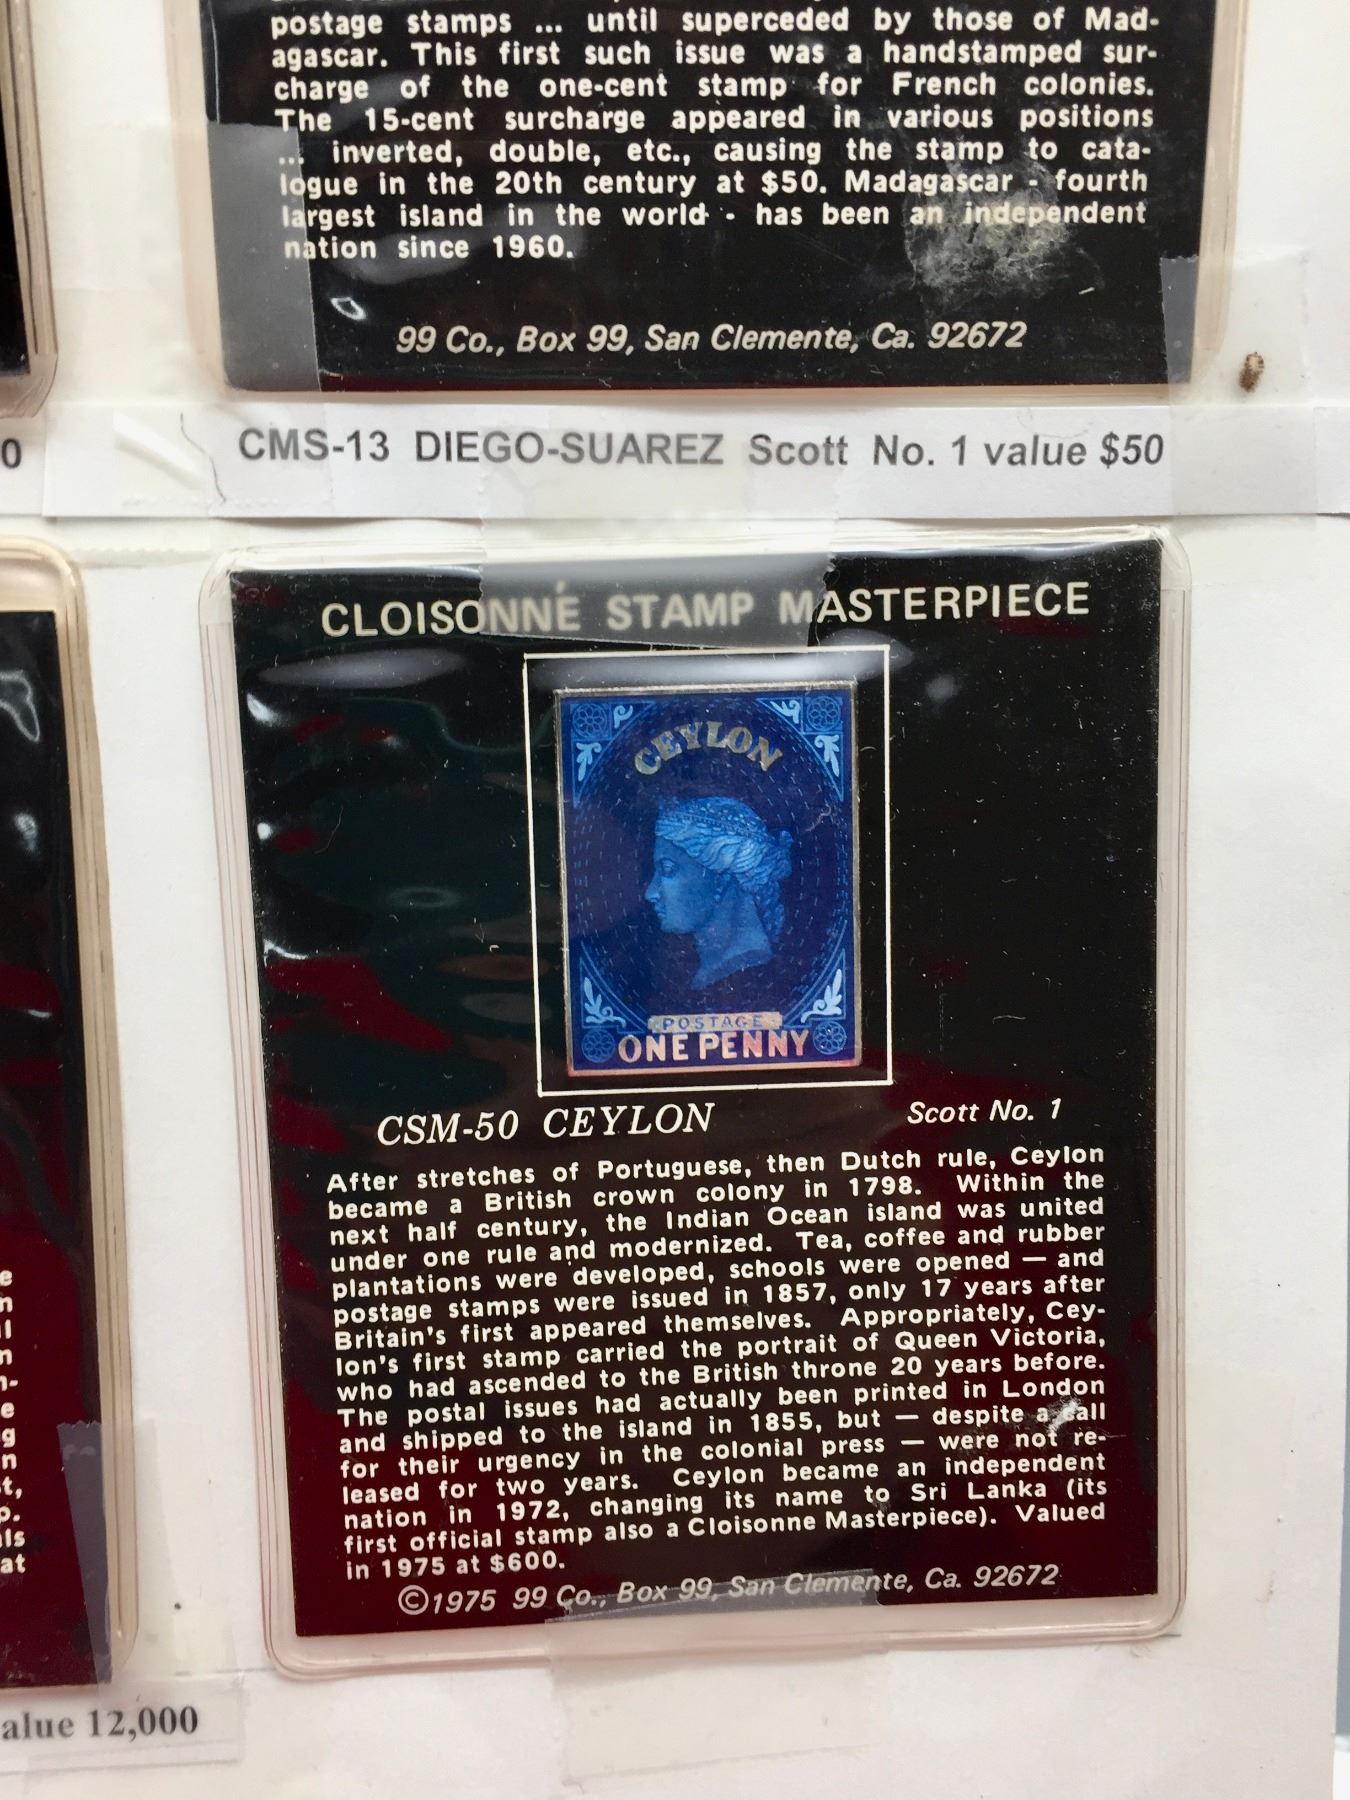 postage stamps ... until superceded by those of Mad-
agascar. This first such issue was a handstamped sur-
charge of the one-cent stamp for French colonies.
The 15-cent surcharge appeared in various positions
... inverted, double, etc., causing the stamp to cata-
logue in the 20th century at $50. Madagascar - fourth
largest island in the world - has been an independent
nation since 1960.
99 Co., Box 99, San Clemente, Ca. 92672
0
CMS-13 DIEGO-SUAREZ Scott No. 1 value $50
CLOISONNÉ STAMP MASTERPIECE
CEYLON
POSTAGE
ONE PENNY
CSM-50 CEYLON Scott No. 1
After stretches of Portuguese, then Dutch rule, Ceylon
became a British crown colony in 1798. Within the
next half century, the Indian Ocean island was united
under one rule and modernized. Tea, coffee and rubber
plantations were developed, schools were opened — and
postage stamps were issued in 1857, only 17 years after
Britain's first appeared themselves. Appropriately, Cey-
lon's first stamp carried the portrait of Queen Victoria,
who had ascended to the British throne 20 years before.
The postal issues had actually been printed in London
and shipped to the island in 1855, but — despite a call
for their urgency in the colonial press — were not re-
leased for two years. Ceylon became an independent
nation in 1972, changing its name to Sri Lanka (its
first official stamp also a Cloisonne Masterpiece). Valued
in 1975 at $600.
©1975 99 Co., Box 99, San Clemente, Ca. 92672
alue 12,000